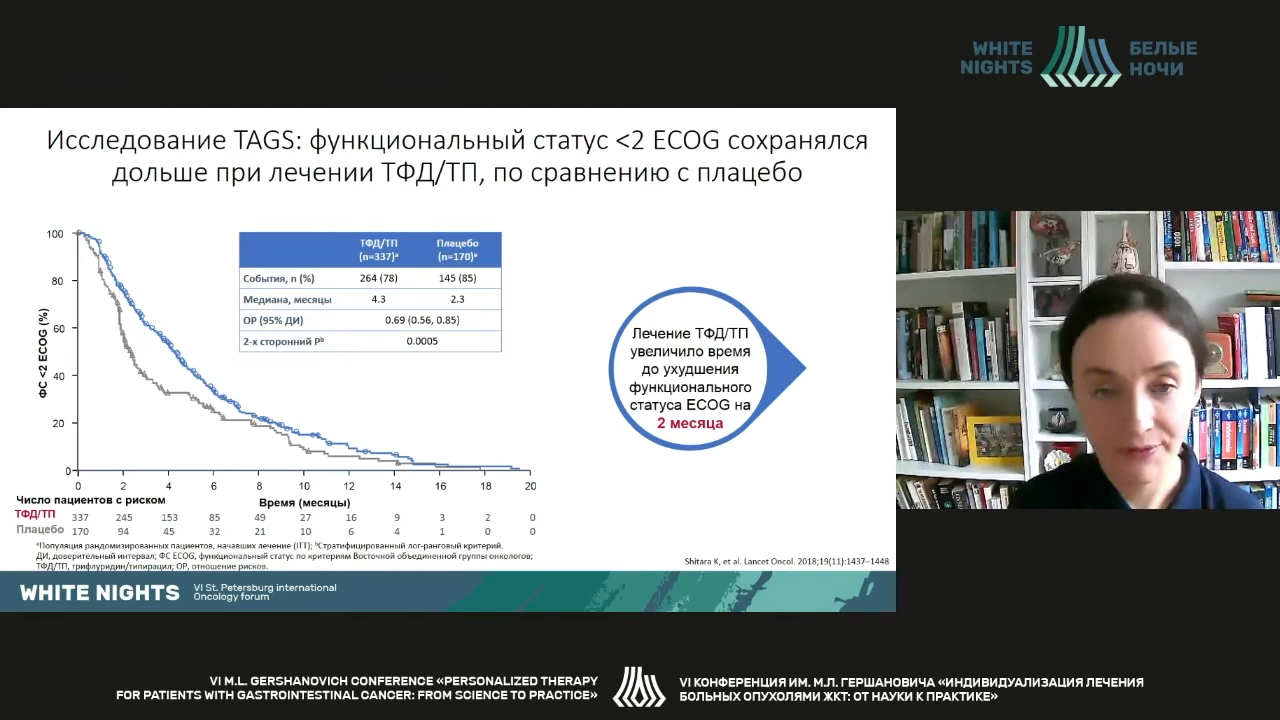 WHITE
NIGHTS
БЕЛЫЕ
НОЧИ
Исследование TAGS: функциональный статус <2 ECOG сохранялся
дольше при лечении ТФД/ТП, по сравнению с плацебо
ФС <2 ECOG (%)
100
80
60
40
20
0
0 2 4 6 8 10 12 14 16 18 20
Время (месяцы)
ТФД/ТП Плацебо
(n=337)ᵃ (n=170)ᵃ
События, n (%) 264 (78) 145 (85)
Медиана, месяцы 4.3 2.3
ОР (95% ДИ) 0.69 (0.56, 0.85)
2-х сторонний Pᵇ 0.0005
Лечение ТФД/ТП
увеличило время
до ухудшения
функционального
статуса ECOG на
2 месяца
Число пациентов с риском
ТФД/ТП 337 245 153 85 49 27 16 9 3 2 0
Плацебо 170 94 45 32 21 10 6 4 1 0 0
ᵃПопуляция рандомизированных пациентов, начавших лечение (ITT); ᵇСтратифицированный лог-ранговый критерий.
ДИ, доверительный интервал; ФС ECOG, функциональный статус по критериям Восточной объединенной группы онкологов;
ТФД/ТП, трифлуридин/типирацил; ОР, отношение рисков.
Shitara K, et al. Lancet Oncol. 2018;19(11):1437–1448
WHITE NIGHTS
VI St. Petersburg international
Oncology forum
VI M.L. GERSHANOVICH CONFERENCE «PERSONALIZED THERAPY
FOR PATIENTS WITH GASTROINTESTINAL CANCER: FROM SCIENCE TO PRACTICE»
VI КОНФЕРЕНЦИЯ ИМ. М.Л. ГЕРШАНОВИЧА «ИНДИВИДУАЛИЗАЦИЯ ЛЕЧЕНИЯ
БОЛЬНЫХ ОПУХОЛЯМИ ЖКТ: ОТ НАУКИ К ПРАКТИКЕ»